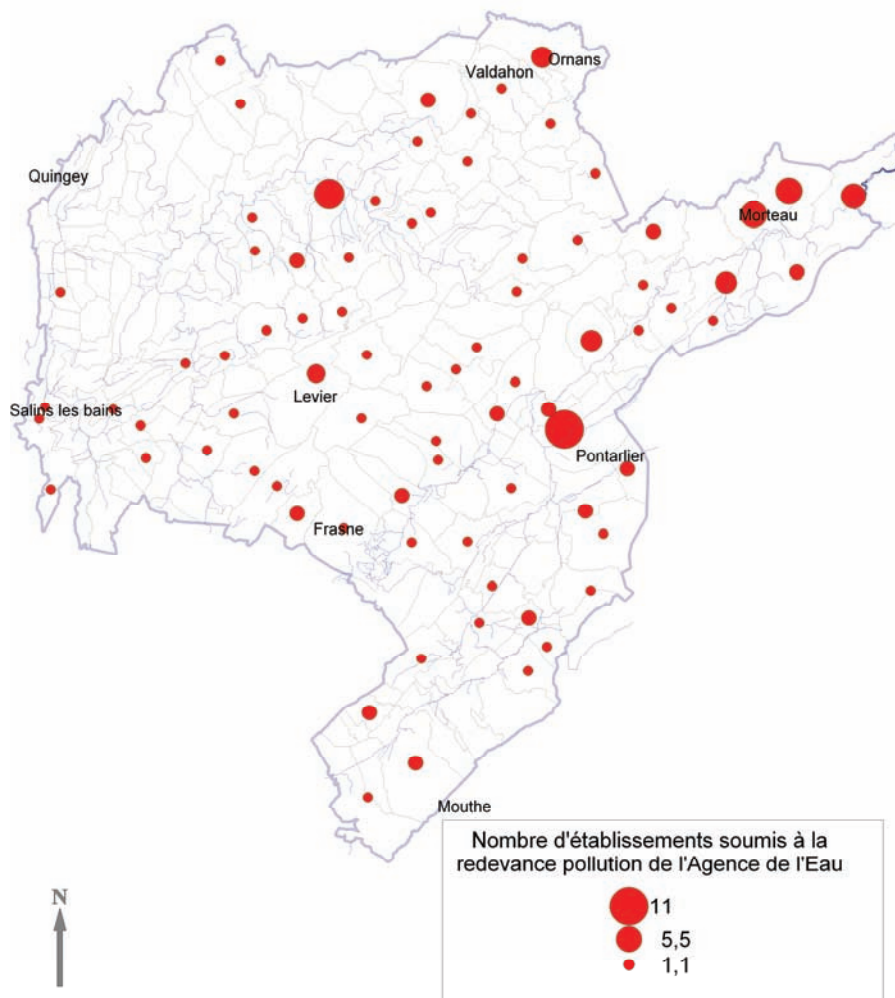 Ornans
Valdahon
Quingey
Morteau
Levier
Salins les bains
Pontarlier
Frasne
Mouthe
Nombre d'établissements soumis à la
redevance pollution de l'Agence de l'Eau
11
5,5
1,1
N